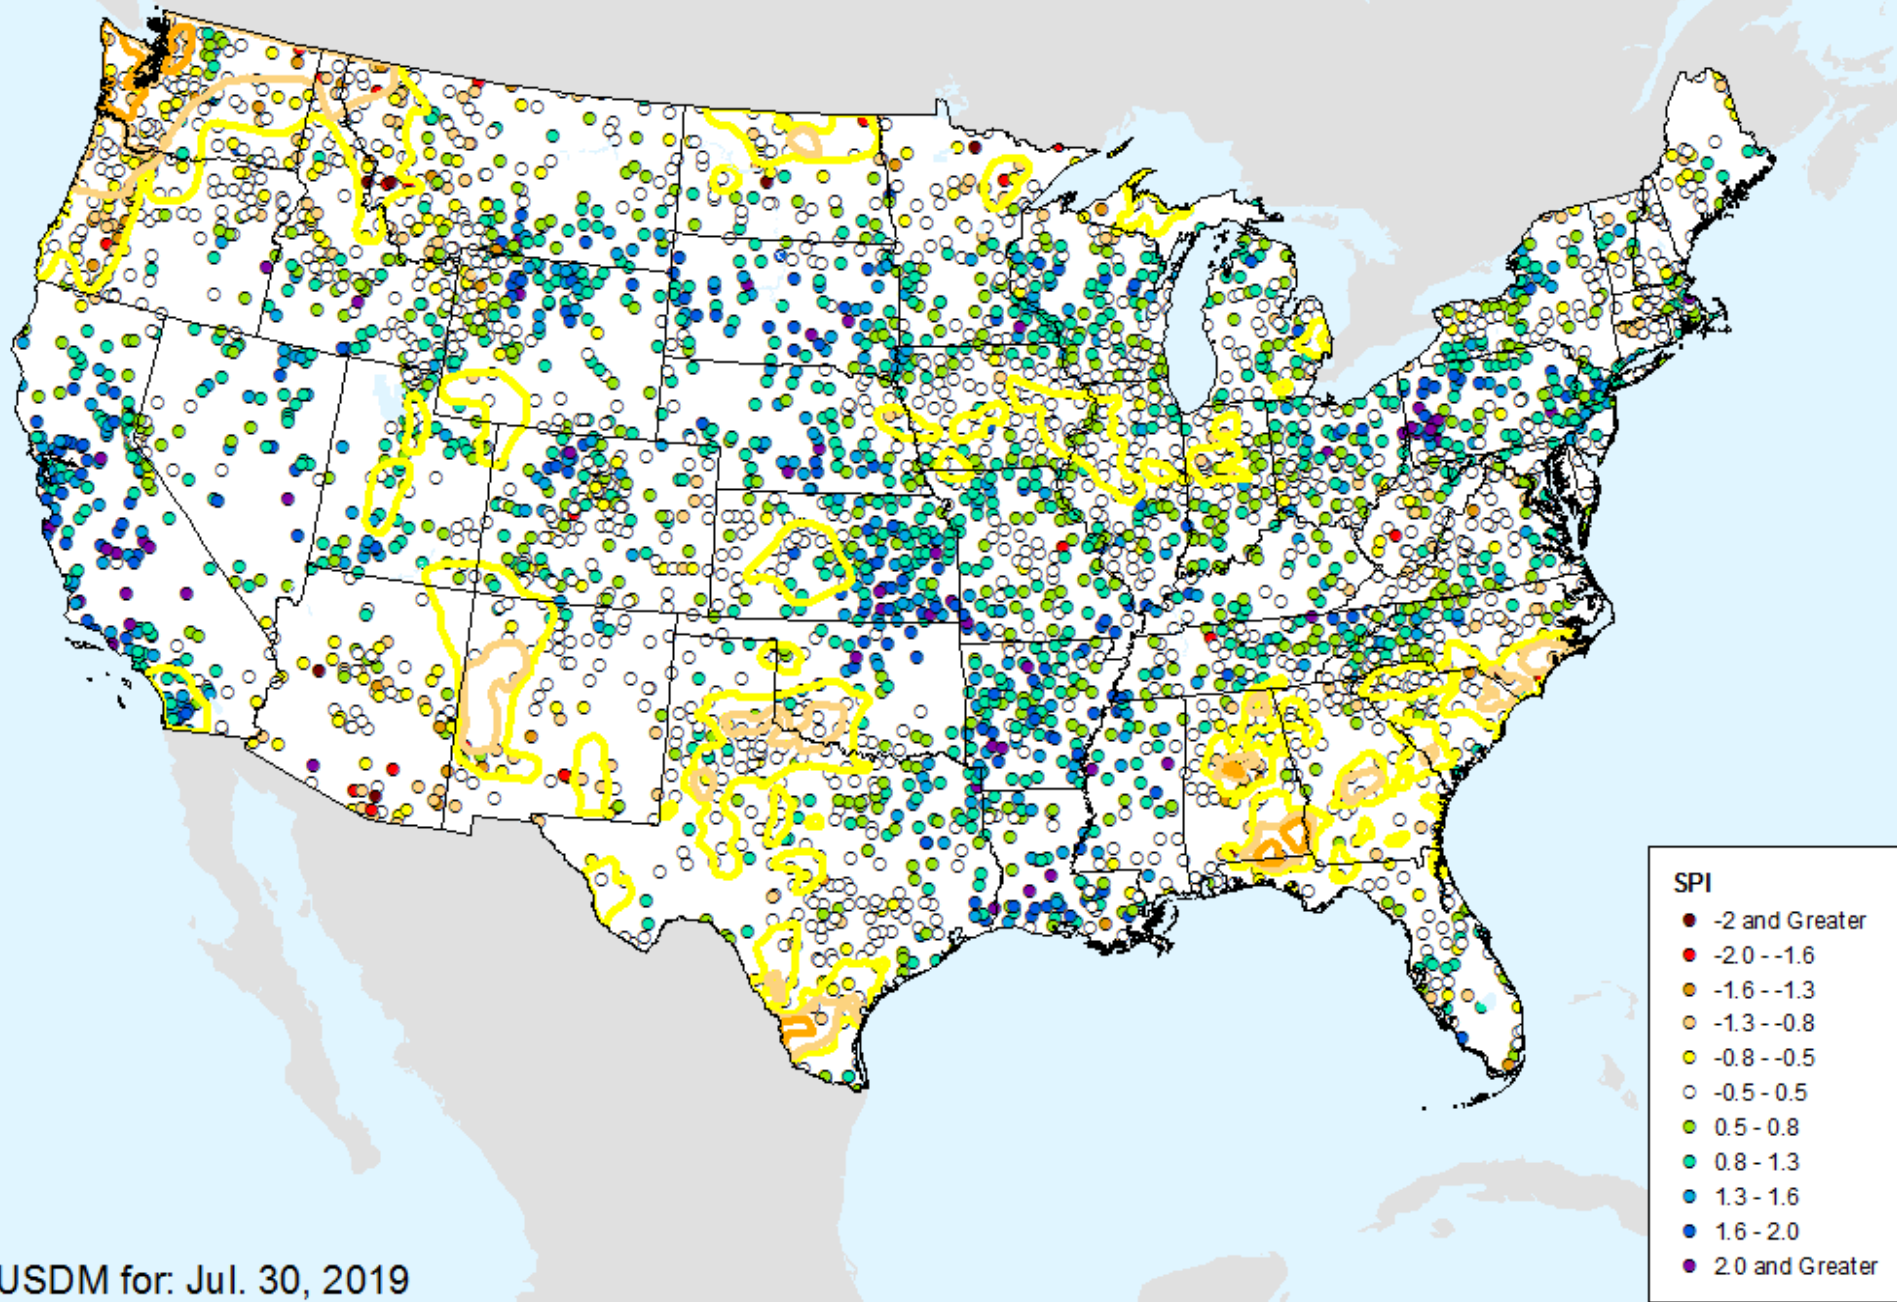 SPI
-2 and Greater
-2.0 - -1.6
-1.6 - -1.3
-1.3 - -0.8
-0.8 - -0.5
-0.5 - 0.5
0.5 - 0.8
0.8 - 1.3
1.3 - 1.6
1.6 - 2.0
2.0 and Greater
USDM for: Jul. 30, 2019